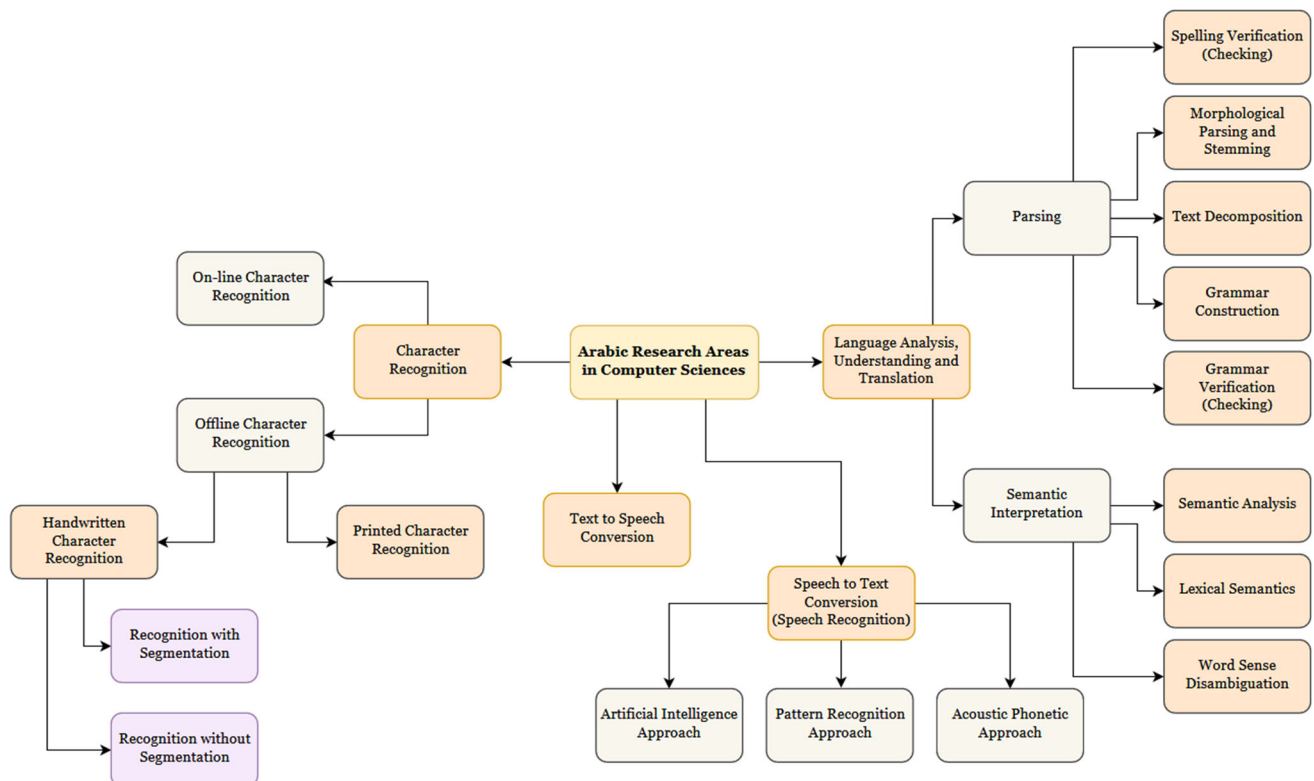 Spelling Verification
(Checking)
Morphological
Parsing and
Stemming
Parsing
Text Decomposition
On-line Character
Recognition
Grammar
Construction
Character
Recognition
Arabic Research Areas
in Computer Sciences
Language Analysis,
Understanding and
Translation
Grammar
Verification
(Checking)
Offline Character
Recognition
Handwritten
Character
Recognition
Printed Character
Recognition
Text to Speech
Conversion
Semantic
Interpretation
Semantic Analysis
Speech to Text
Conversion
(Speech Recognition)
Lexical Semantics
Recognition with
Segmentation
Word Sense
Disambiguation
Artificial Intelligence
Approach
Pattern Recognition
Approach
Acoustic Phonetic
Approach
Recognition without
Segmentation